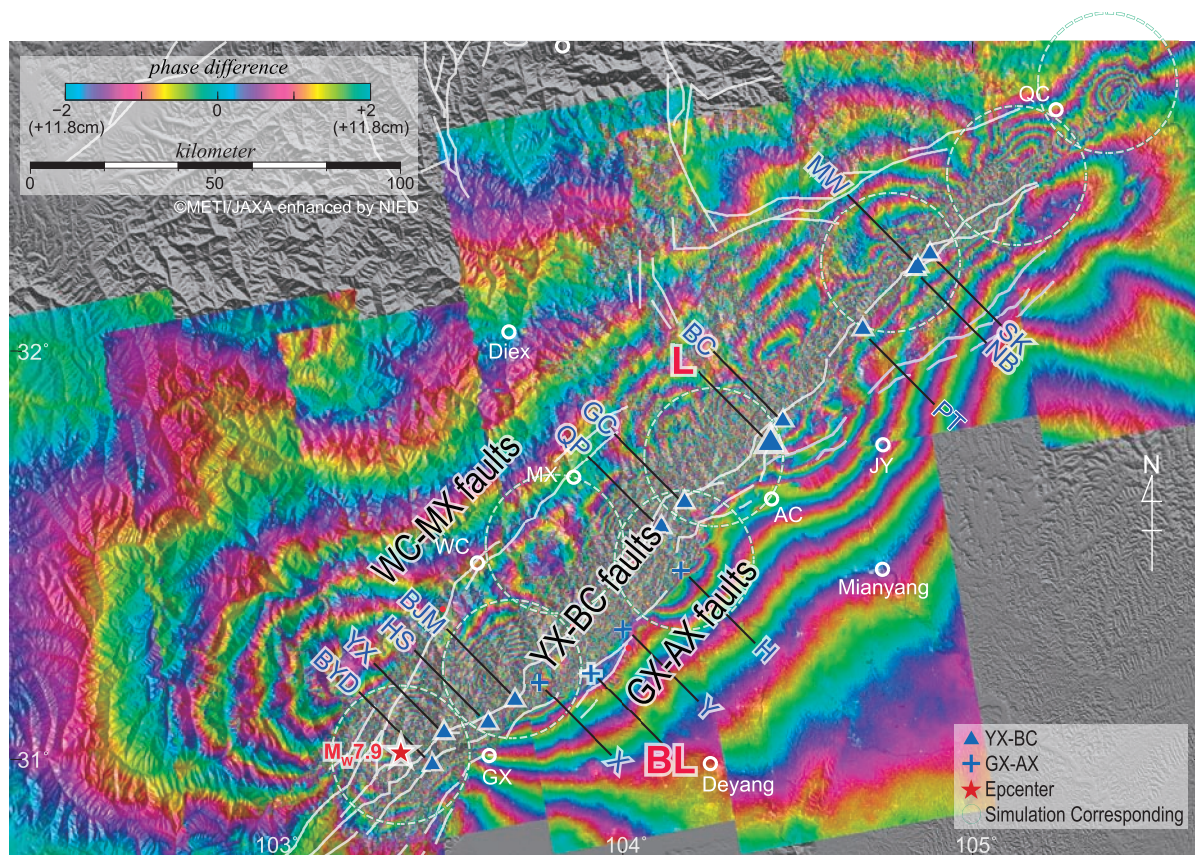 phase difference
−2 0 +2
(+11.8cm) (+11.8cm)
kilometer
0 50 100
©METI/JAXA enhanced by NIED
QC
MW
32°
Diex
BC
L
SK
NB
PT
GC
QP
MX
JY
AC
WC-MX faults
WC
YX-BC faults
Mianyang
GX-AX faults
BJM
HS
YX
BYD
H
Y
X
BL
Mw7.9
31°
GX
Deyang
N
YX-BC
GX-AX
Epcenter
Simulation Corresponding
103° 104° 105°